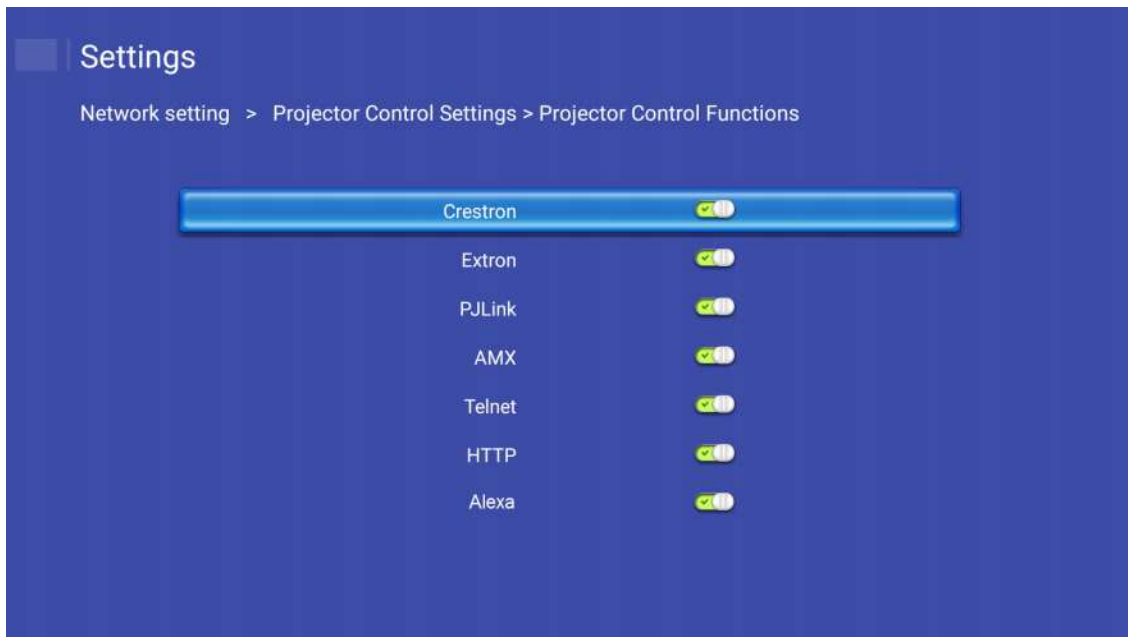 Settings
Network setting > Projector Control Settings > Projector Control Functions
Crestron
Extron
PJLink
AMX
Telnet
HTTP
Alexa